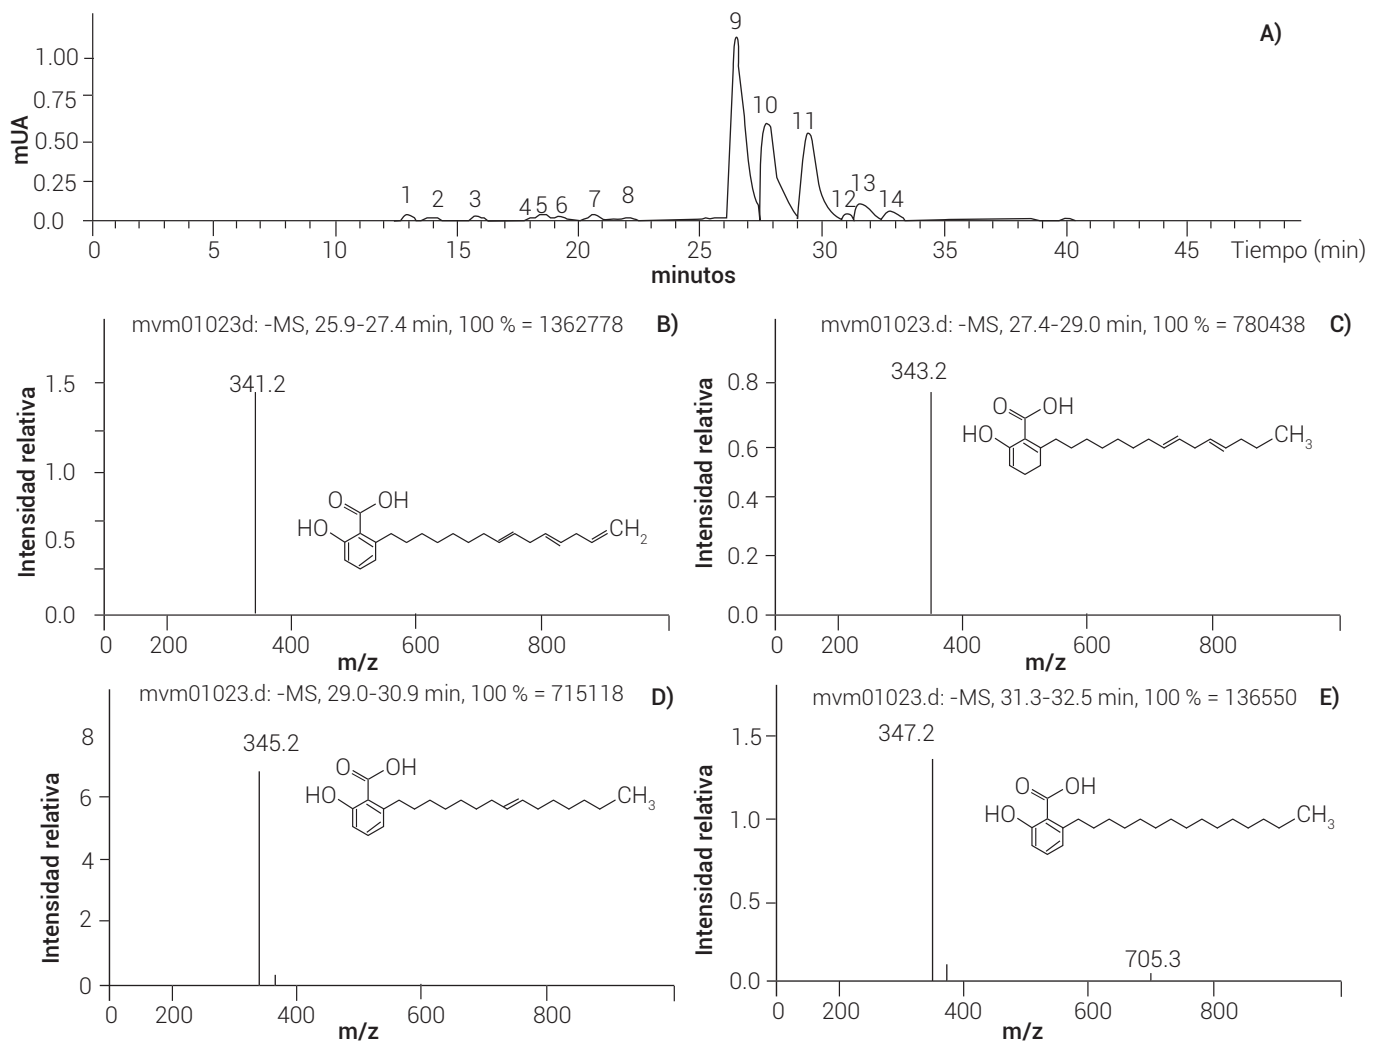 A)
mUA
1.00
0.75
0.50
0.25
0.0
1 2 3 4 5 6 7 8 9 10 11 12 13 14
0 5 10 15 20 25 30 35 40 45 Tiempo (min)
minutos
mvm01023d: -MS, 25.9-27.4 min, 100 % = 1362778 B)
Intensidad relativa
1.5
1.0
0.5
0.0
341.2
O OH
HO CH2
0 200 400 600 800
m/z
mvm01023.d: -MS, 27.4-29.0 min, 100 % = 780438 C)
Intensidad relativa
0.8
0.6
0.4
0.2
0.0
343.2
O OH
HO CH3
0 200 400 600 800
m/z
mvm01023.d: -MS, 29.0-30.9 min, 100 % = 715118 D)
Intensidad relativa
8
6
4
2
0
345.2
O OH
HO CH3
0 200 400 600 800
m/z
mvm01023.d: -MS, 31.3-32.5 min, 100 % = 136550 E)
Intensidad relativa
1.5
1.0
0.5
0.0
347.2
O OH
HO CH3
705.3
0 200 400 600 800
m/z